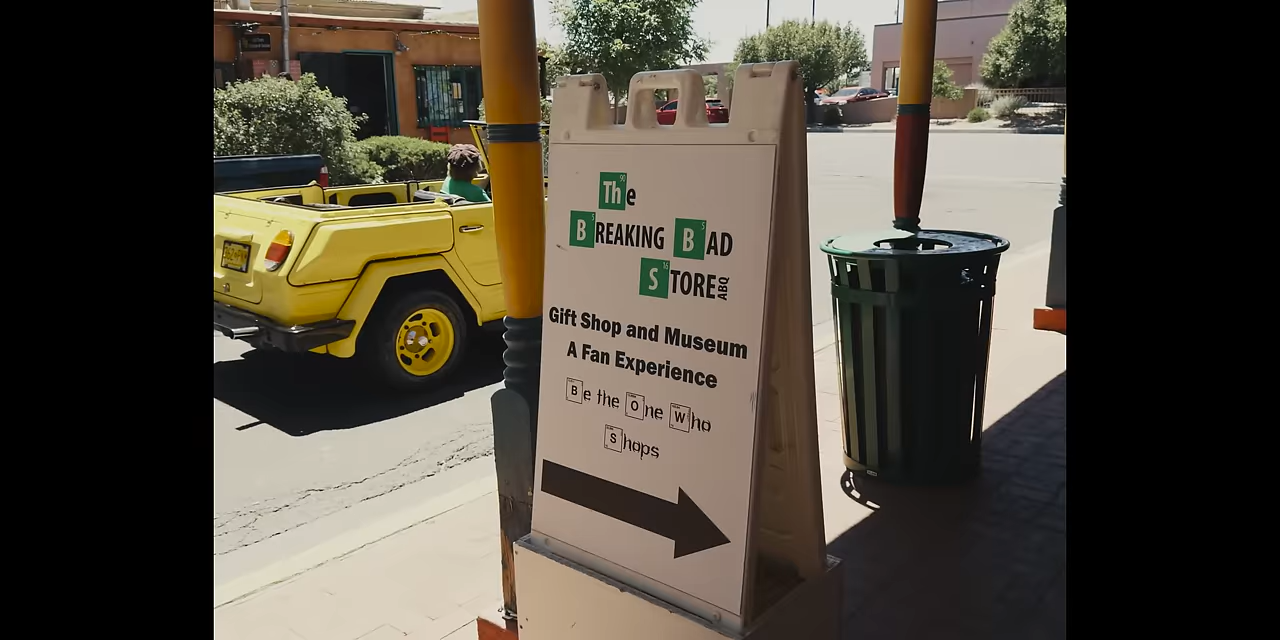 The
Breaking Bad
Store ABQ
Gift Shop and Museum
A Fan Experience
Be the One Who
Shops